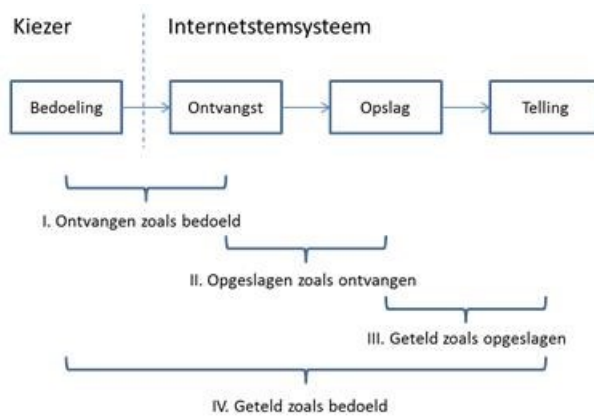 Kiezer
Internetstemsysteem
Bedoeling
Ontvangst
Opslag
Telling
I. Ontvangen zoals bedoeld
II. Opgeslagen zoals ontvangen
III. Geteld zoals opgeslagen
IV. Geteld zoals bedoeld